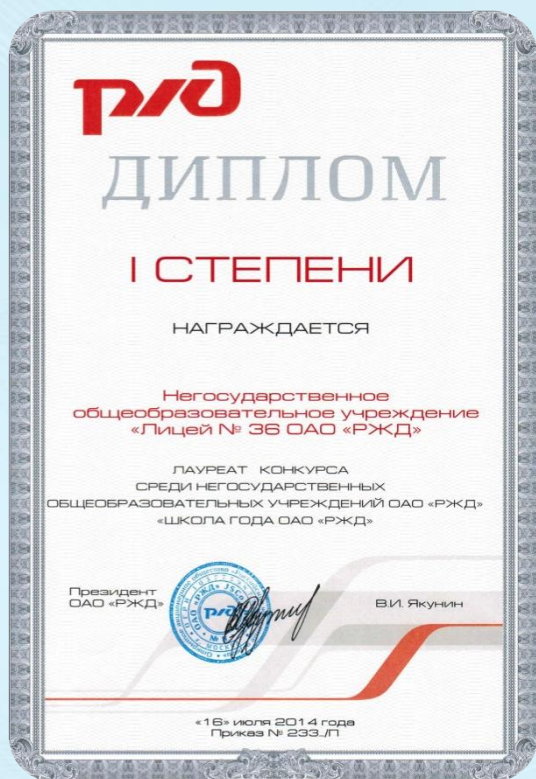 ржд
ДИПЛОМ
I СТЕПЕНИ
НАГРАЖДАЕТСЯ
Негосударственное
общеобразовательное учреждение
«Лицей № 36 ОАО «РЖД»
ЛАУРЕАТ КОНКУРСА
СРЕДИ НЕГОСУДАРСТВЕННЫХ
ОБЩЕОБРАЗОВАТЕЛЬНЫХ УЧРЕЖДЕНИЙ ОАО «РЖД»
«ШКОЛА ГОДА ОАО «РЖД»
Президент
ОАО «РЖД»
В.И. Якунин
«16» июля 2014 года
Приказ № 233./П